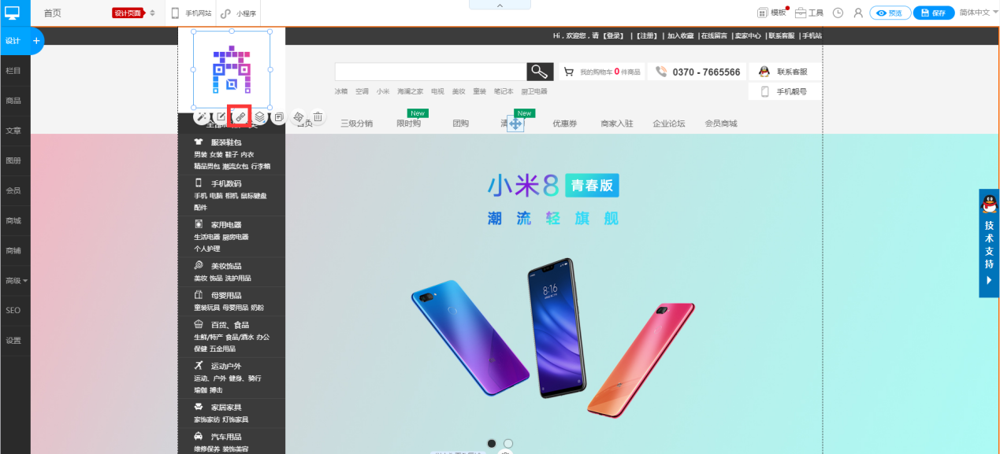 首页
设计页面
手机网站
小程序
模板
工具
预览
保存
简体中文
设计
栏目
商品
文章
图册
会员
商城
商铺
高级
SEO
设置
Hi，欢迎您，请【登录】 |【注册】 | 加入收藏 |在线留言 |卖家中心 |联系客服 |手机站
我的购物车 0 件商品
0370 - 7665566
联系客服
手机靓号
冰箱 空调 小米 海澜之家 电视 美妆 童装 笔记本 厨卫电器
New
New
三级分销 限时购 团购 优惠券 商家入驻 企业论坛 会员商城
服装鞋包
男装 女装 鞋子 内衣
精品男包 潮流女包 行李箱
手机数码
手机 电脑 相机 鼠标键盘
配件
家用电器
生活电器 厨房电器
个人护理
美妆饰品
美妆 饰品 洗护用品
母婴用品
童装玩具 母婴用品 奶粉
百货、食品
生鲜/特产 食品/酒水 办公
保健 五金用品
运动户外
运动、户外 健身、骑行
瑜伽 搏击
家居家具
家饰家纺 灯饰家具
汽车用品
维修保养 装饰美容
小米8 青春版
潮流轻旗舰
8:16
技术支持